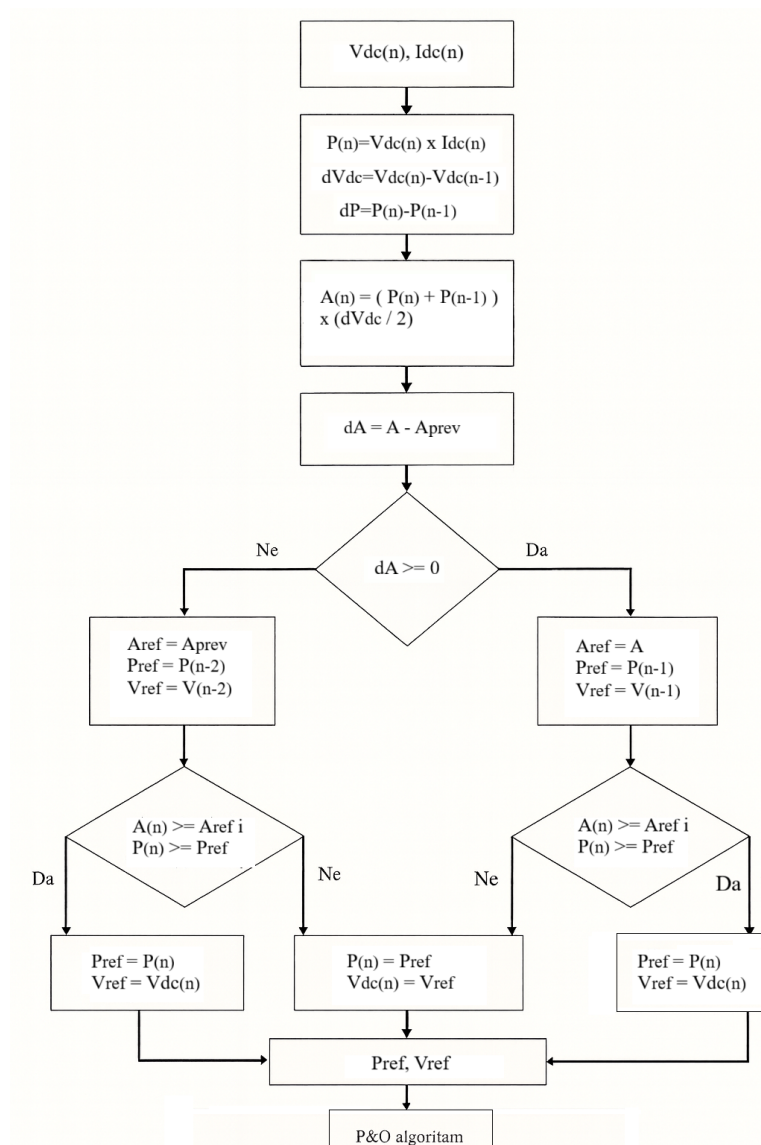 Vdc(n), Idc(n)
P(n)=Vdc(n) x Idc(n)
dVdc=Vdc(n)-Vdc(n-1)
dP=P(n)-P(n-1)
A(n) = ( P(n) + P(n-1) )
x (dVdc / 2)
dA = A - Aprev
Ne
Da
dA >= 0
Aref = Aprev
Pref = P(n-2)
Vref = V(n-2)
Aref = A
Pref = P(n-1)
Vref = V(n-1)
A(n) >= Aref i
P(n) >= Pref
A(n) >= Aref i
P(n) >= Pref
Da
Ne
Ne
Da
Pref = P(n)
Vref = Vdc(n)
P(n) = Pref
Vdc(n) = Vref
Pref = P(n)
Vref = Vdc(n)
Pref, Vref
P&O algoritam